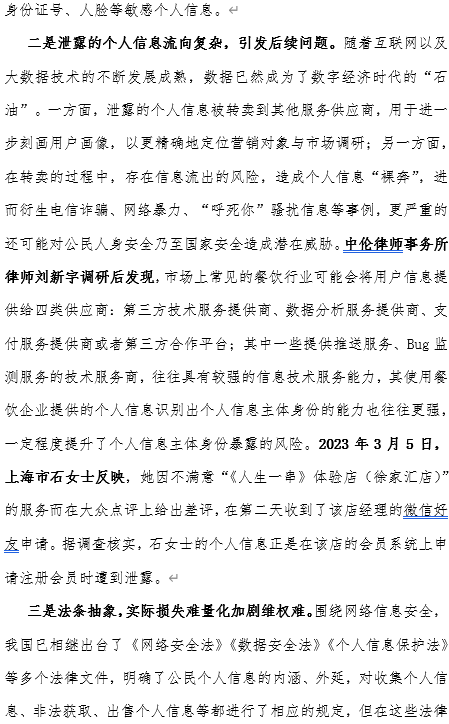 身份证号、人脸等敏感个人信息。
二是泄露的个人信息流向复杂，引发后续问题。随着互联网以及
大数据技术的不断发展成熟，数据已然成为了数字经济时代的“石
油”。一方面，泄露的个人信息被转卖到其他服务供应商，用于进一
步刻画用户画像，以更精确地定位营销对象与市场调研；另一方面，
在转卖的过程中，存在信息流出的风险，造成个人信息“裸奔”，进
而衍生电信诈骗、网络暴力、“呼死你”骚扰信息等事例，更严重的
还可能对公民人身安全乃至国家安全造成潜在威胁。中伦律师事务所
律师刘新宇调研后发现，市场上常见的餐饮行业可能会将用户信息提
供给四类供应商：第三方技术服务提供商、数据分析服务提供商、支
付服务提供商或者第三方合作平台；其中一些提供推送服务、Bug 监
测服务的技术服务商，往往具有较强的信息技术服务能力，其使用餐
饮企业提供的个人信息识别出个人信息主体身份的能力也往往更强，
一定程度提升了个人信息主体身份暴露的风险。2023 年 3 月 5 日，
上海市石女士反映，她因不满意“《人生一串》体验店（徐家汇店）”
的服务而在大众点评上给出差评，在第二天收到了该店经理的微信好
友申请。据调查核实，石女士的个人信息正是在该店的会员系统上申
请注册会员时遭到泄露。
三是法条抽象，实际损失难量化加剧维权难。围绕网络信息安全，
我国已相继出台了《网络安全法》《数据安全法》《个人信息保护法》
等多个法律文件，明确了公民个人信息的内涵、外延，对收集个人信
息、非法获取、出售个人信息等都进行了相应的规定，但在这些法律